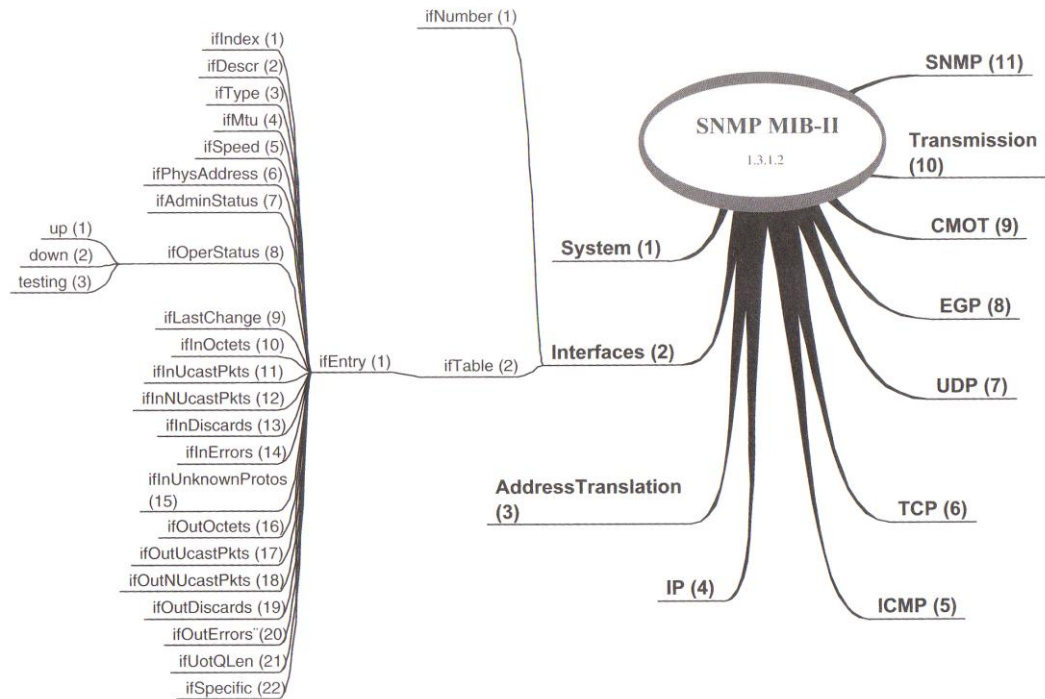 SNMP MIB-II
1.3.1.2
System (1)
Interfaces (2)
AddressTranslation
(3)
IP (4)
ICMP (5)
TCP (6)
UDP (7)
EGP (8)
CMOT (9)
Transmission
(10)
SNMP (11)
ifNumber (1)
ifTable (2)
ifEntry (1)
ifIndex (1)
ifDescr (2)
ifType (3)
ifMtu (4)
ifSpeed (5)
ifPhysAddress (6)
ifAdminStatus (7)
ifOperStatus (8)
up (1)
down (2)
testing (3)
ifLastChange (9)
ifInOctets (10)
ifInUcastPkts (11)
ifInNUcastPkts (12)
ifInDiscards (13)
ifInErrors (14)
ifInUnknownProtos
(15)
ifOutOctets (16)
ifOutUcastPkts (17)
ifOutNUcastPkts (18)
ifOutDiscards (19)
ifOutErrors¨(20)
ifUotQLen (21)
ifSpecific (22)